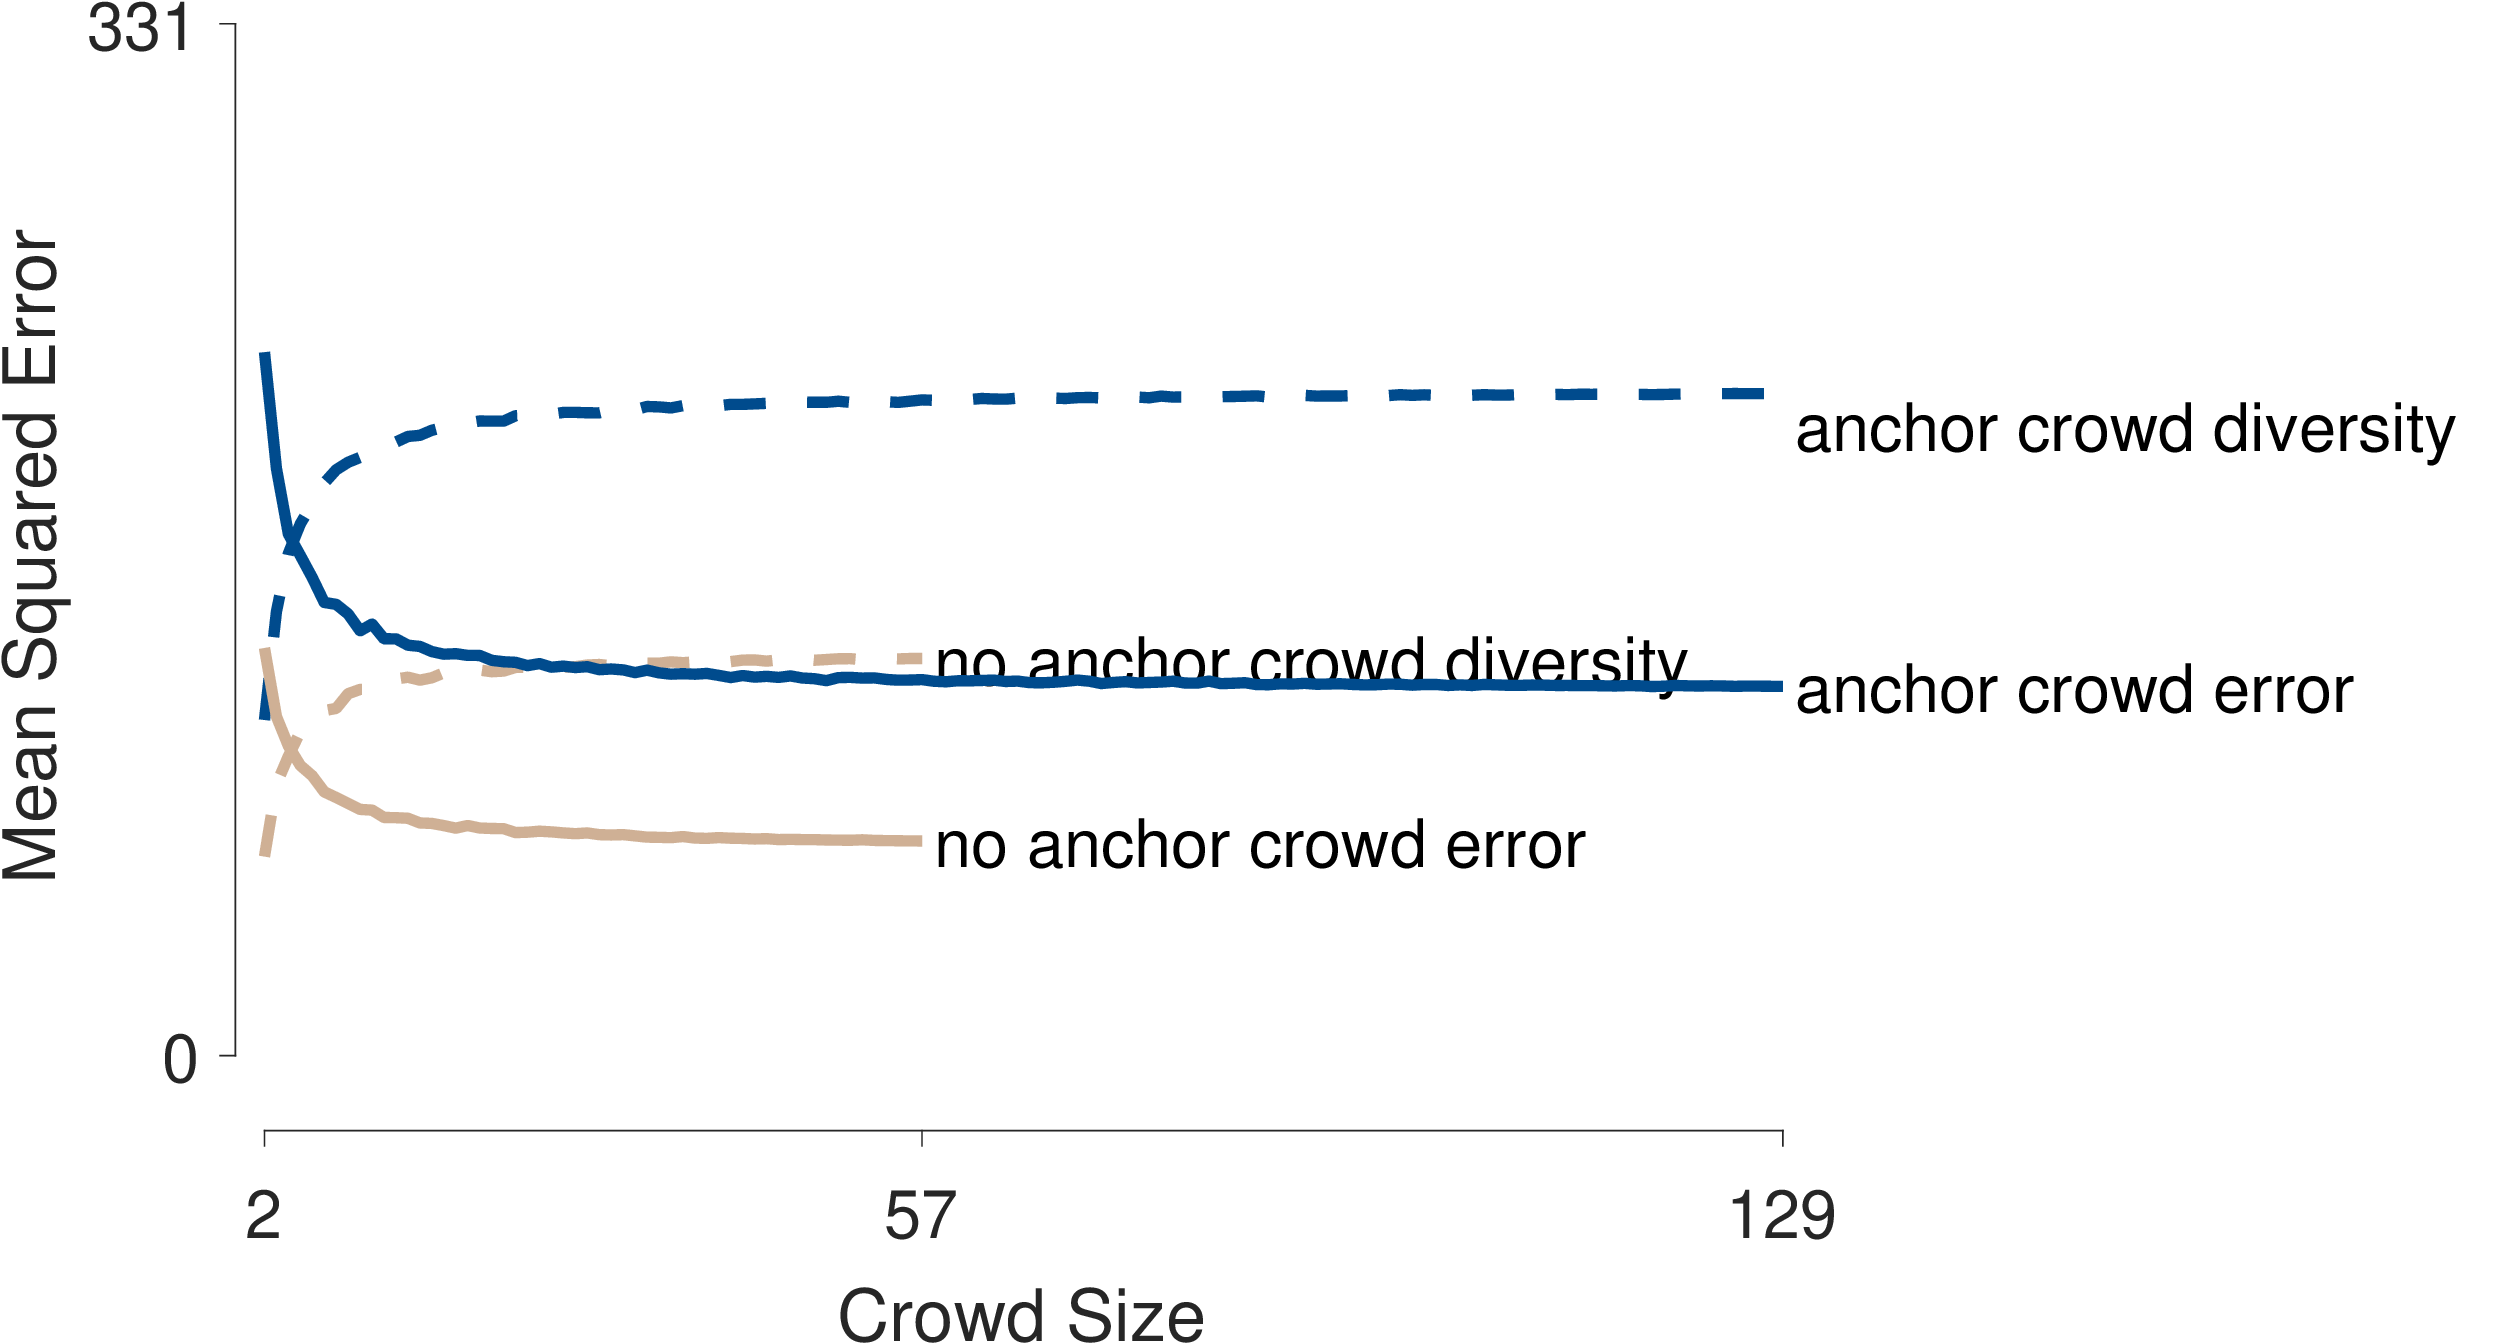 331
Mean Squared Error
anchor crowd diversity
no anchor crowd diversity
anchor crowd error
no anchor crowd error
0
2
57
129
Crowd Size